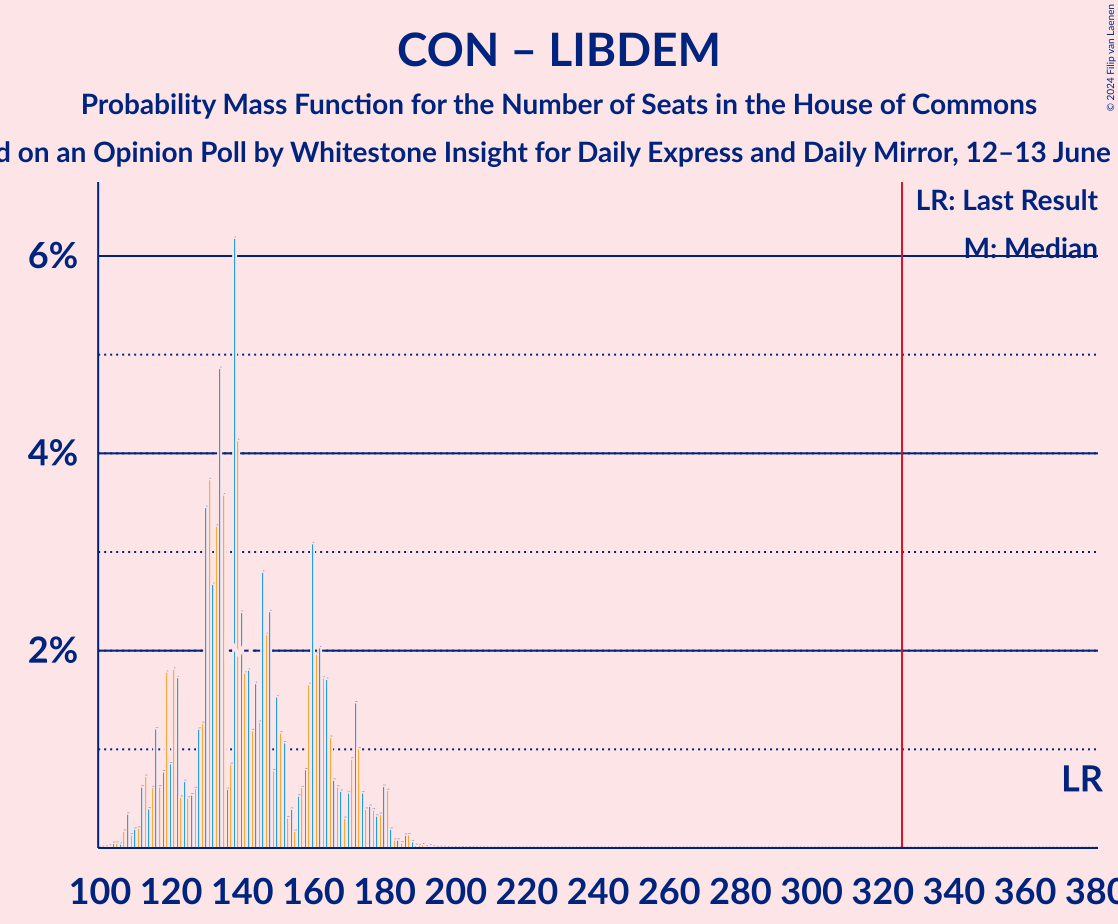 CON – LIBDEM
Probability Mass Function for the Number of Seats in the House of Commons
on an Opinion Poll by Whitestone Insight for Daily Express and Daily Mirror, 12–13 June
© 2024 Filip van Laenen
LR: Last Result
M: Median
6%
4%
2%
LR
100 120 140 160 180 200 220 240 260 280 300 320 340 360 380